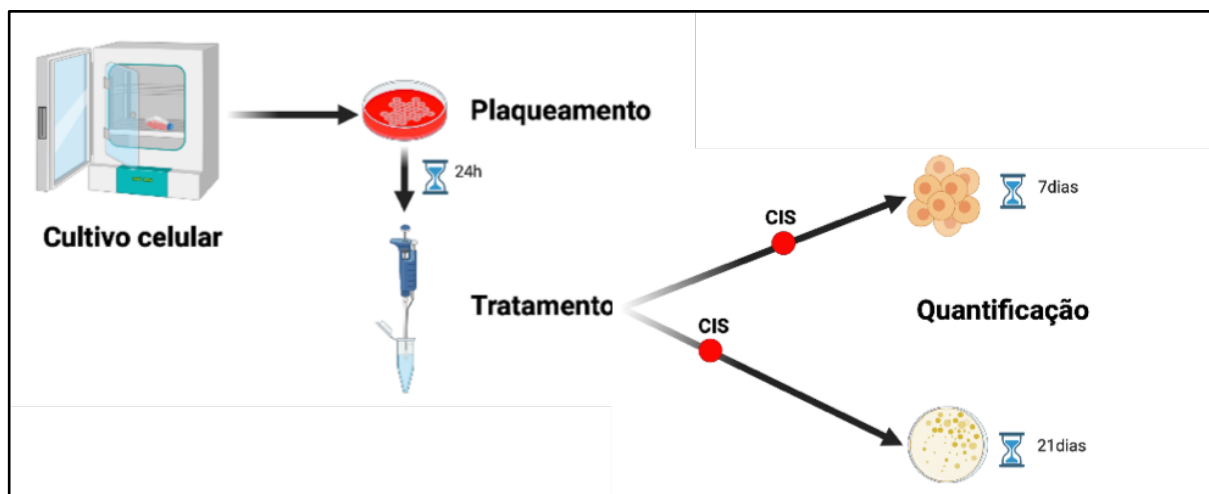 Cultivo celular
Plaqueamento
24h
Tratamento
CIS
CIS
7dias
Quantificação
21dias